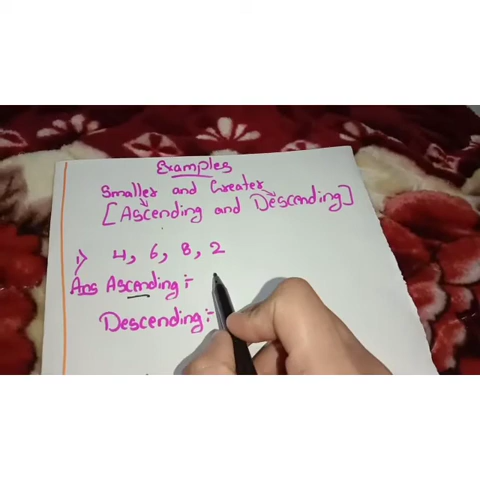 Examples
Smaller and Greater
[Ascending and Descending]
1) 4, 6, 8, 2
Ans Ascending :-
Descending :-